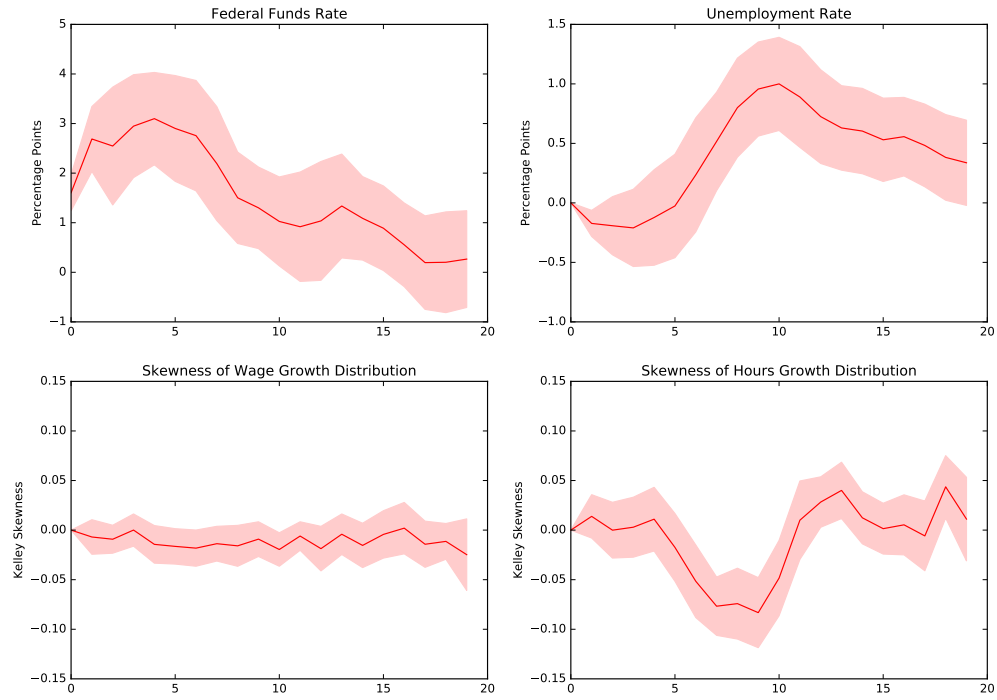 Federal Funds Rate
Percentage Points
5
4
3
2
1
0
−1
0 5 10 15 20
Unemployment Rate
Percentage Points
1.5
1.0
0.5
0.0
−0.5
−1.0
0 5 10 15 20
Skewness of Wage Growth Distribution
Kelley Skewness
0.15
0.10
0.05
0.00
−0.05
−0.10
−0.15
0 5 10 15 20
Skewness of Hours Growth Distribution
Kelley Skewness
0.15
0.10
0.05
0.00
−0.05
−0.10
−0.15
0 5 10 15 20